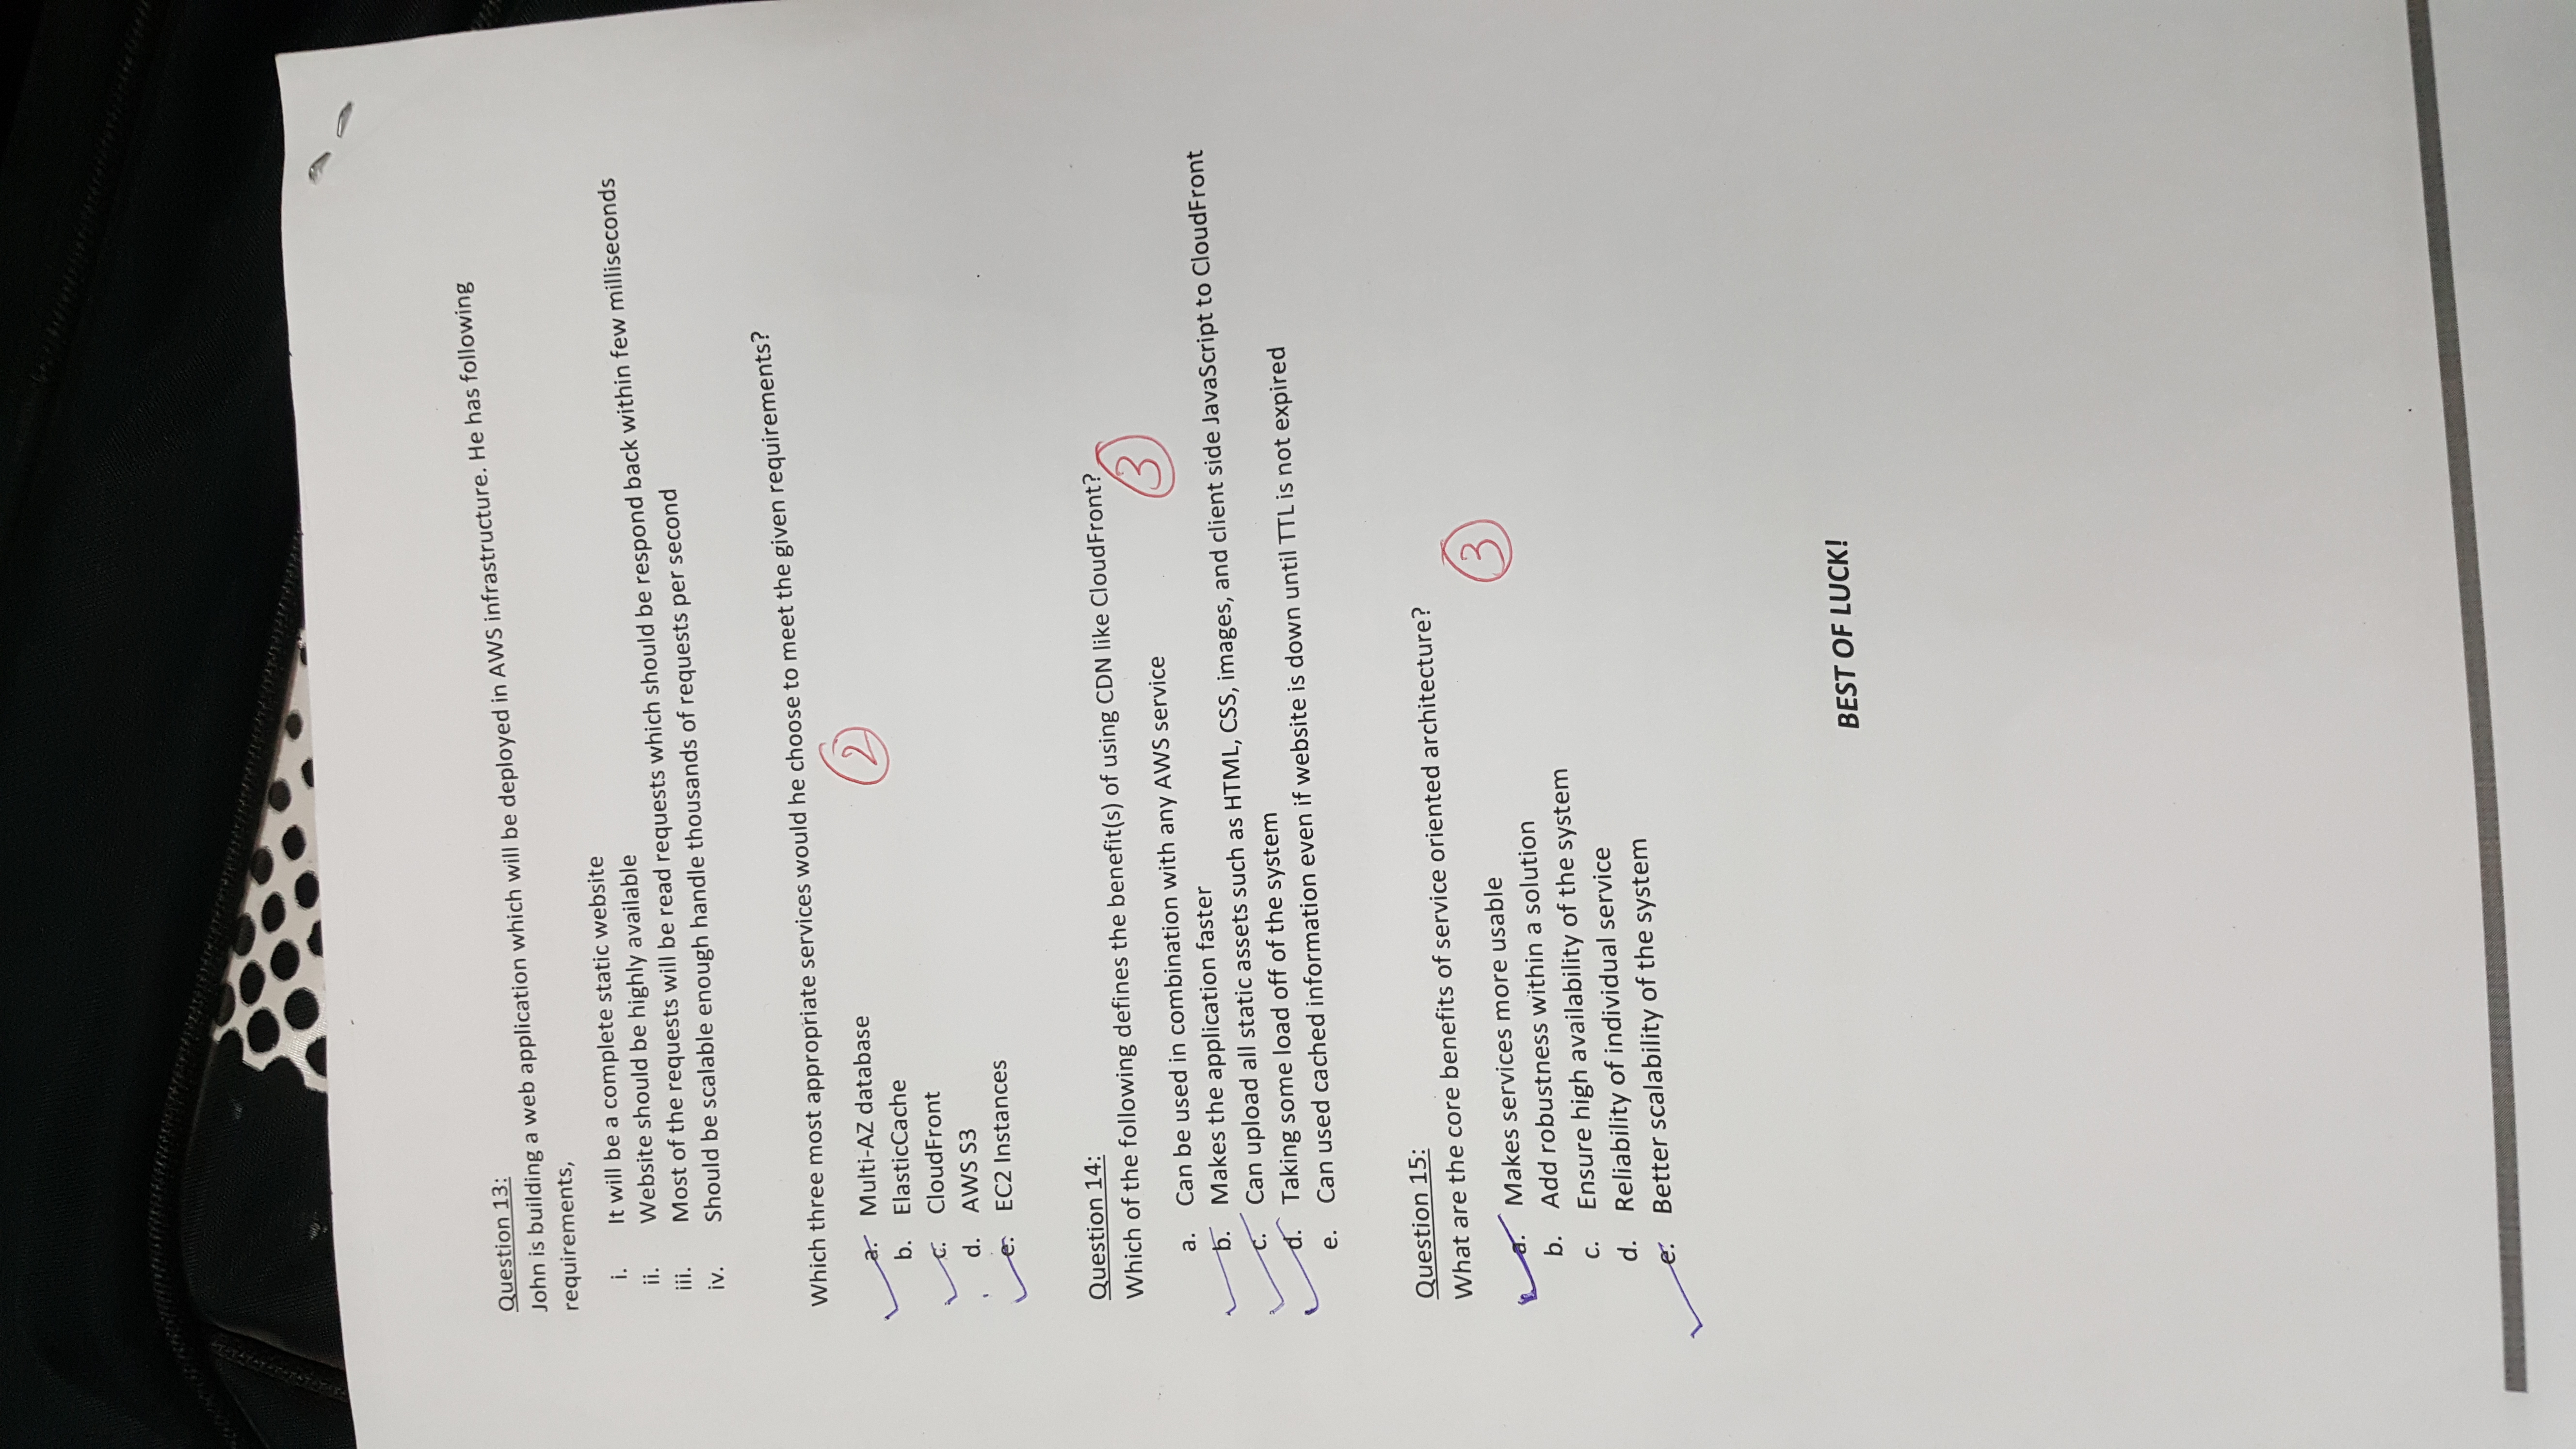 Question 13:
John is building a web application which will be deployed in AWS infrastructure. He has following
requirements,
i. It will be a complete static website
ii. Website should be highly available
iii. Most of the requests will be read requests which should be respond back within few milliseconds
iv. Should be scalable enough handle thousands of requests per second
Which three most appropriate services would he choose to meet the given requirements?
2
a. Multi-AZ database
b. ElasticCache
c. CloudFront
d. AWS S3
e. EC2 Instances
Question 14:
Which of the following defines the benefit(s) of using CDN like CloudFront?
3
a. Can be used in combination with any AWS service
b. Makes the application faster
c. Can upload all static assets such as HTML, CSS, images, and client side JavaScript to CloudFront
d. Taking some load off of the system
e. Can used cached information even if website is down until TTL is not expired
Question 15:
What are the core benefits of service oriented architecture?
3
a. Makes services more usable
b. Add robustness within a solution
c. Ensure high availability of the system
d. Reliability of individual service
e. Better scalability of the system
BEST OF LUCK!